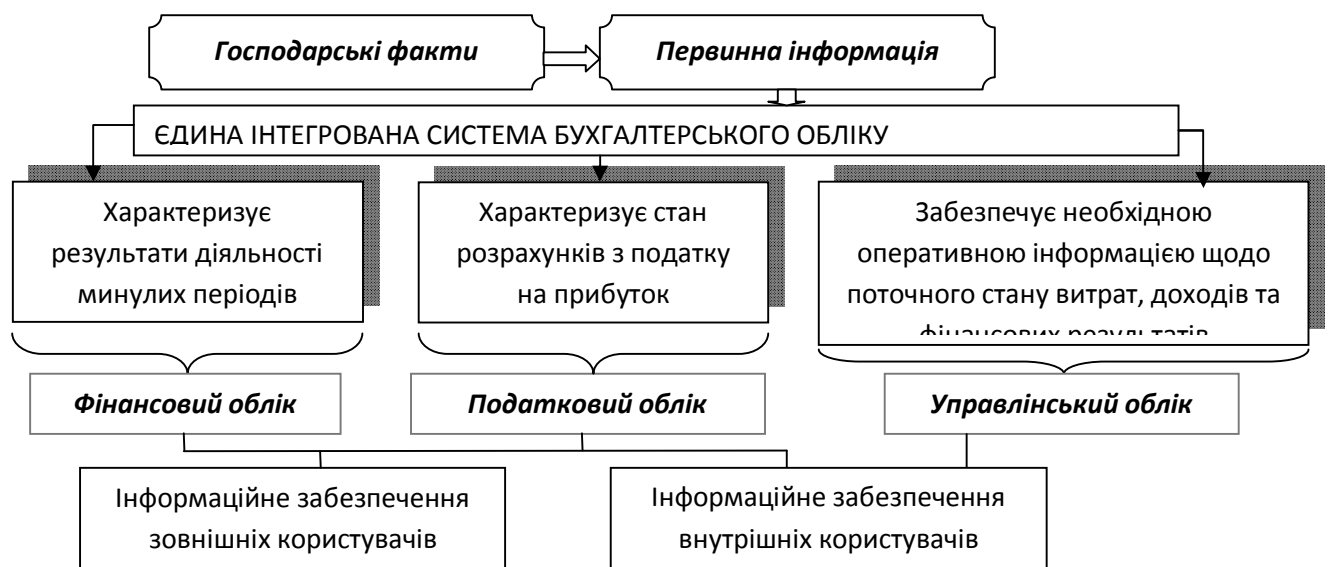 Господарські факти
Первинна інформація
ЄДИНА ІНТЕГРОВАНА СИСТЕМА БУХГАЛТЕРСЬКОГО ОБЛІКУ
Характеризує
результати діяльності
минулих періодів
Характеризує стан
розрахунків з податку
на прибуток
Забезпечує необхідною
оперативною інформацією щодо
поточного стану витрат, доходів та
фінансових результатів
Фінансовий облік
Податковий облік
Управлінський облік
Інформаційне забезпечення
зовнішніх користувачів
Інформаційне забезпечення
внутрішніх користувачів